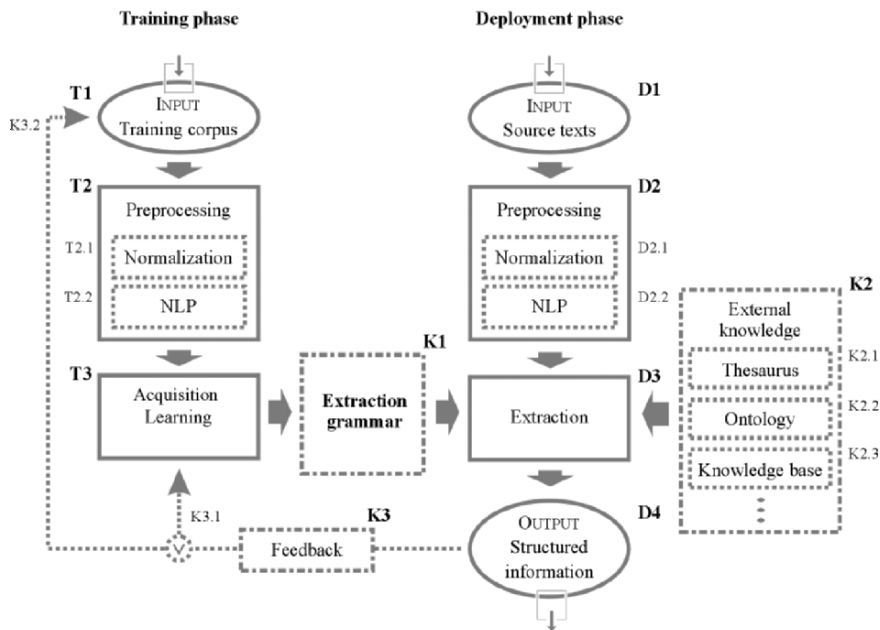 Training phase
Deployment phase
T1
INPUT
Training corpus
K3.2
D1
INPUT
Source texts
T2
Preprocessing
T2.1
Normalization
T2.2
NLP
D2
Preprocessing
D2.1
Normalization
D2.2
NLP
K2
External
knowledge
K2.1
Thesaurus
K2.2
Ontology
K2.3
Knowledge base
T3
Acquisition
Learning
K1
Extraction
grammar
D3
Extraction
K3.1
K3
Feedback
D4
OUTPUT
Structured
information
V